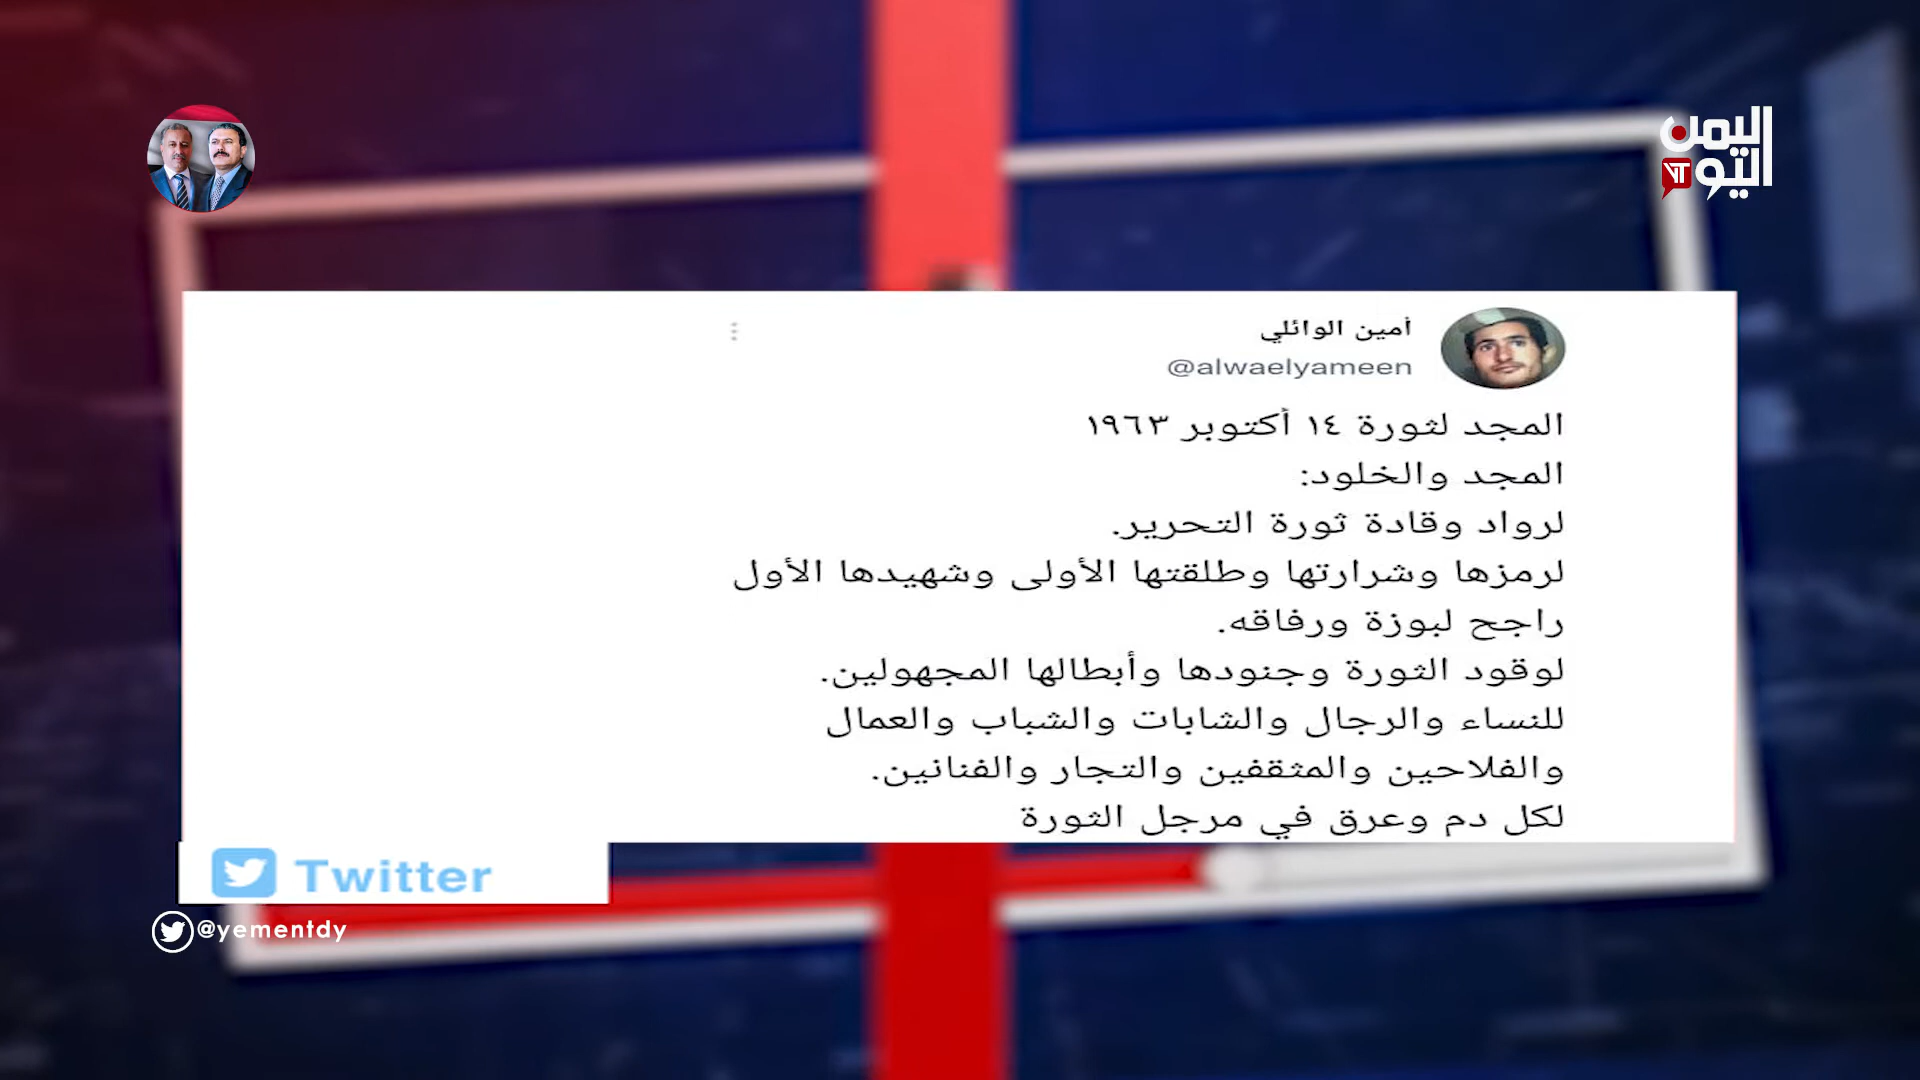 اليمن
اليوم
YT
أمين الوائلي
@alwaelyameen
المجد لثورة ١٤ أكتوبر ١٩٦٣
المجد والخلود:
لرواد وقادة ثورة التحرير.
لرمزها وشرارتها وطلقتها الأولى وشهيدها الأول
راجح لبوزة ورفاقه.
لوقود الثورة وجنودها وأبطالها المجهولين.
للنساء والرجال والشابات والشباب والعمال
والفلاحين والمثقفين والتجار والفنانين.
لكل دم وعرق في مرجل الثورة
Twitter
@yementdy